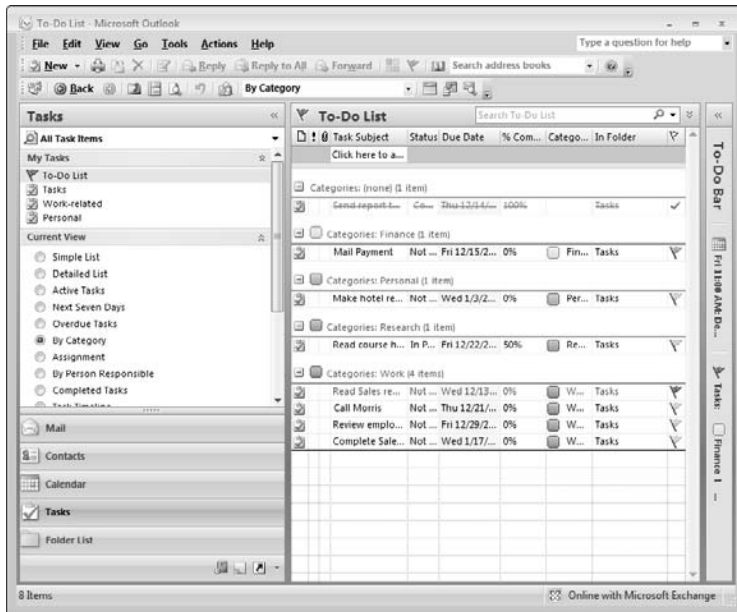 To-Do List - Microsoft Outlook
File Edit View Go Tools Actions Help
Type a question for help
New Reply Reply to All Forward Search address books
Back By Category
Tasks
All Task Items
My Tasks
To-Do List
Tasks
Work-related
Personal
Current View
Simple List
Detailed List
Active Tasks
Next Seven Days
Overdue Tasks
By Category
Assignment
By Person Responsible
Completed Tasks
Task Timeline
Mail
Contacts
Calendar
Tasks
Folder List
To-Do List
Search To-Do List
Task Subject Status Due Date % Com... Catego... In Folder
Click here to a...
Categories: (none) (1 item)
Send report t... Co... Thu 12/14/... 100% Tasks
Categories: Finance (1 item)
Mail Payment Not ... Fri 12/15/2... 0% Fin... Tasks
Categories: Personal (1 item)
Make hotel re... Not ... Wed 1/3/2... 0% Per... Tasks
Categories: Research (1 item)
Read course h... In P... Fri 12/22/2... 50% Re... Tasks
Categories: Work (4 items)
Read Sales re... Not ... Wed 12/13... 0% W... Tasks
Call Morris Not ... Thu 12/21/... 0% W... Tasks
Review emplo... Not ... Fri 12/29/2... 0% W... Tasks
Complete Sale... Not ... Wed 1/17/... 0% W... Tasks
To-Do Bar
Fri 11:00 AM: De...
Tasks: Finance 1 ...
8 Items
Online with Microsoft Exchange